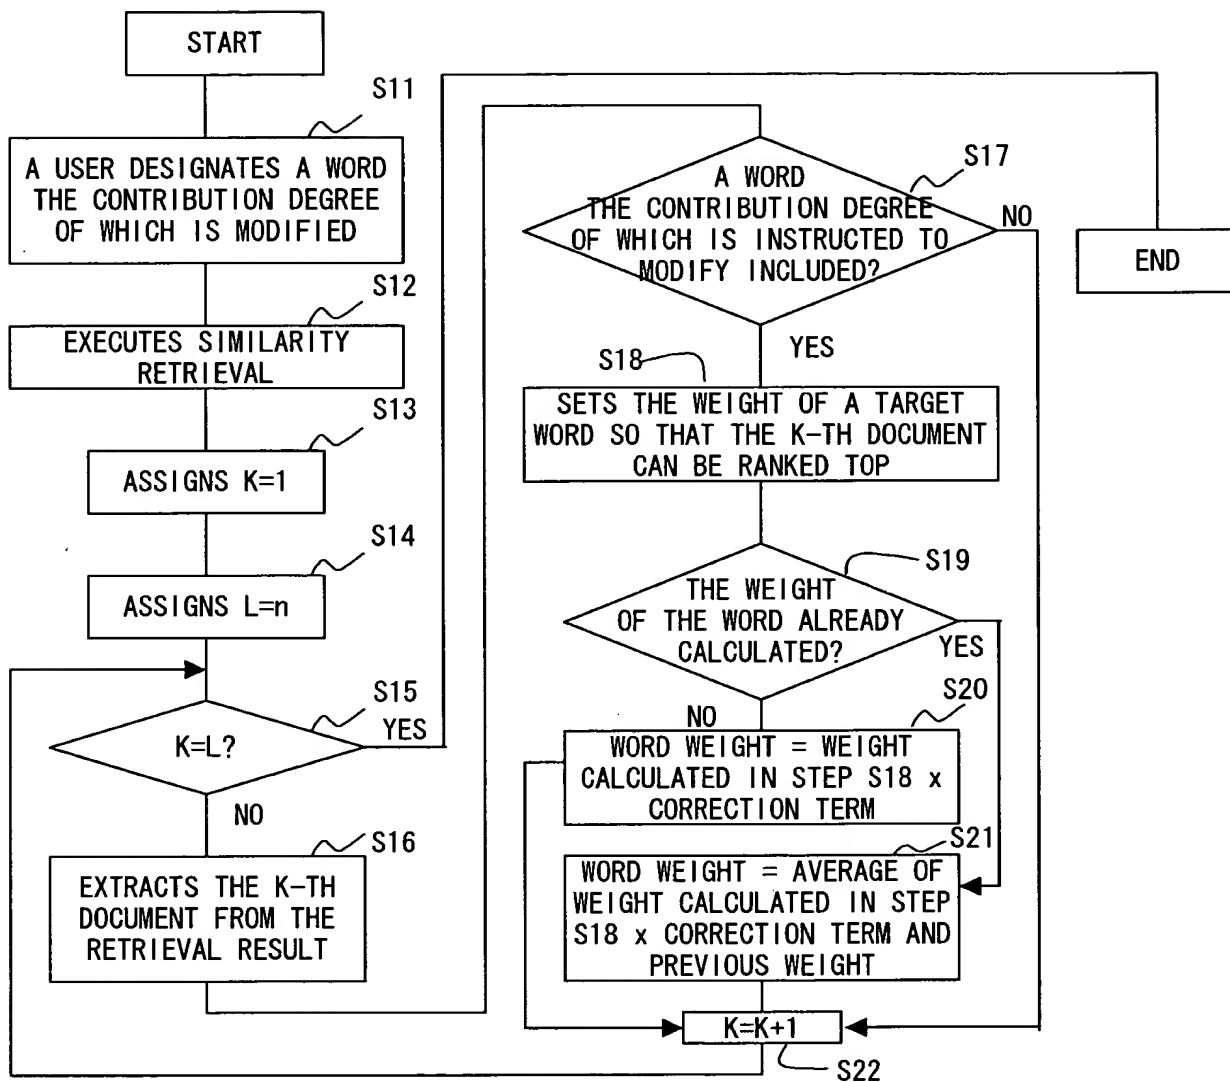 START
S11
A USER DESIGNATES A WORD
THE CONTRIBUTION DEGREE
OF WHICH IS MODIFIED
S12
EXECUTES SIMILARITY
RETRIEVAL
S13
ASSIGNS K=1
S14
ASSIGNS L=n
S15
K=L?
YES
NO
S16
EXTRACTS THE K-TH
DOCUMENT FROM THE
RETRIEVAL RESULT
S17
A WORD
THE CONTRIBUTION DEGREE
OF WHICH IS INSTRUCTED TO
MODIFY INCLUDED?
NO
END
YES
S18
SETS THE WEIGHT OF A TARGET
WORD SO THAT THE K-TH DOCUMENT
CAN BE RANKED TOP
S19
THE WEIGHT
OF THE WORD ALREADY
CALCULATED?
YES
NO
S20
WORD WEIGHT = WEIGHT
CALCULATED IN STEP S18 x
CORRECTION TERM
S21
WORD WEIGHT = AVERAGE OF
WEIGHT CALCULATED IN STEP
S18 x CORRECTION TERM AND
PREVIOUS WEIGHT
K=K+1
S22